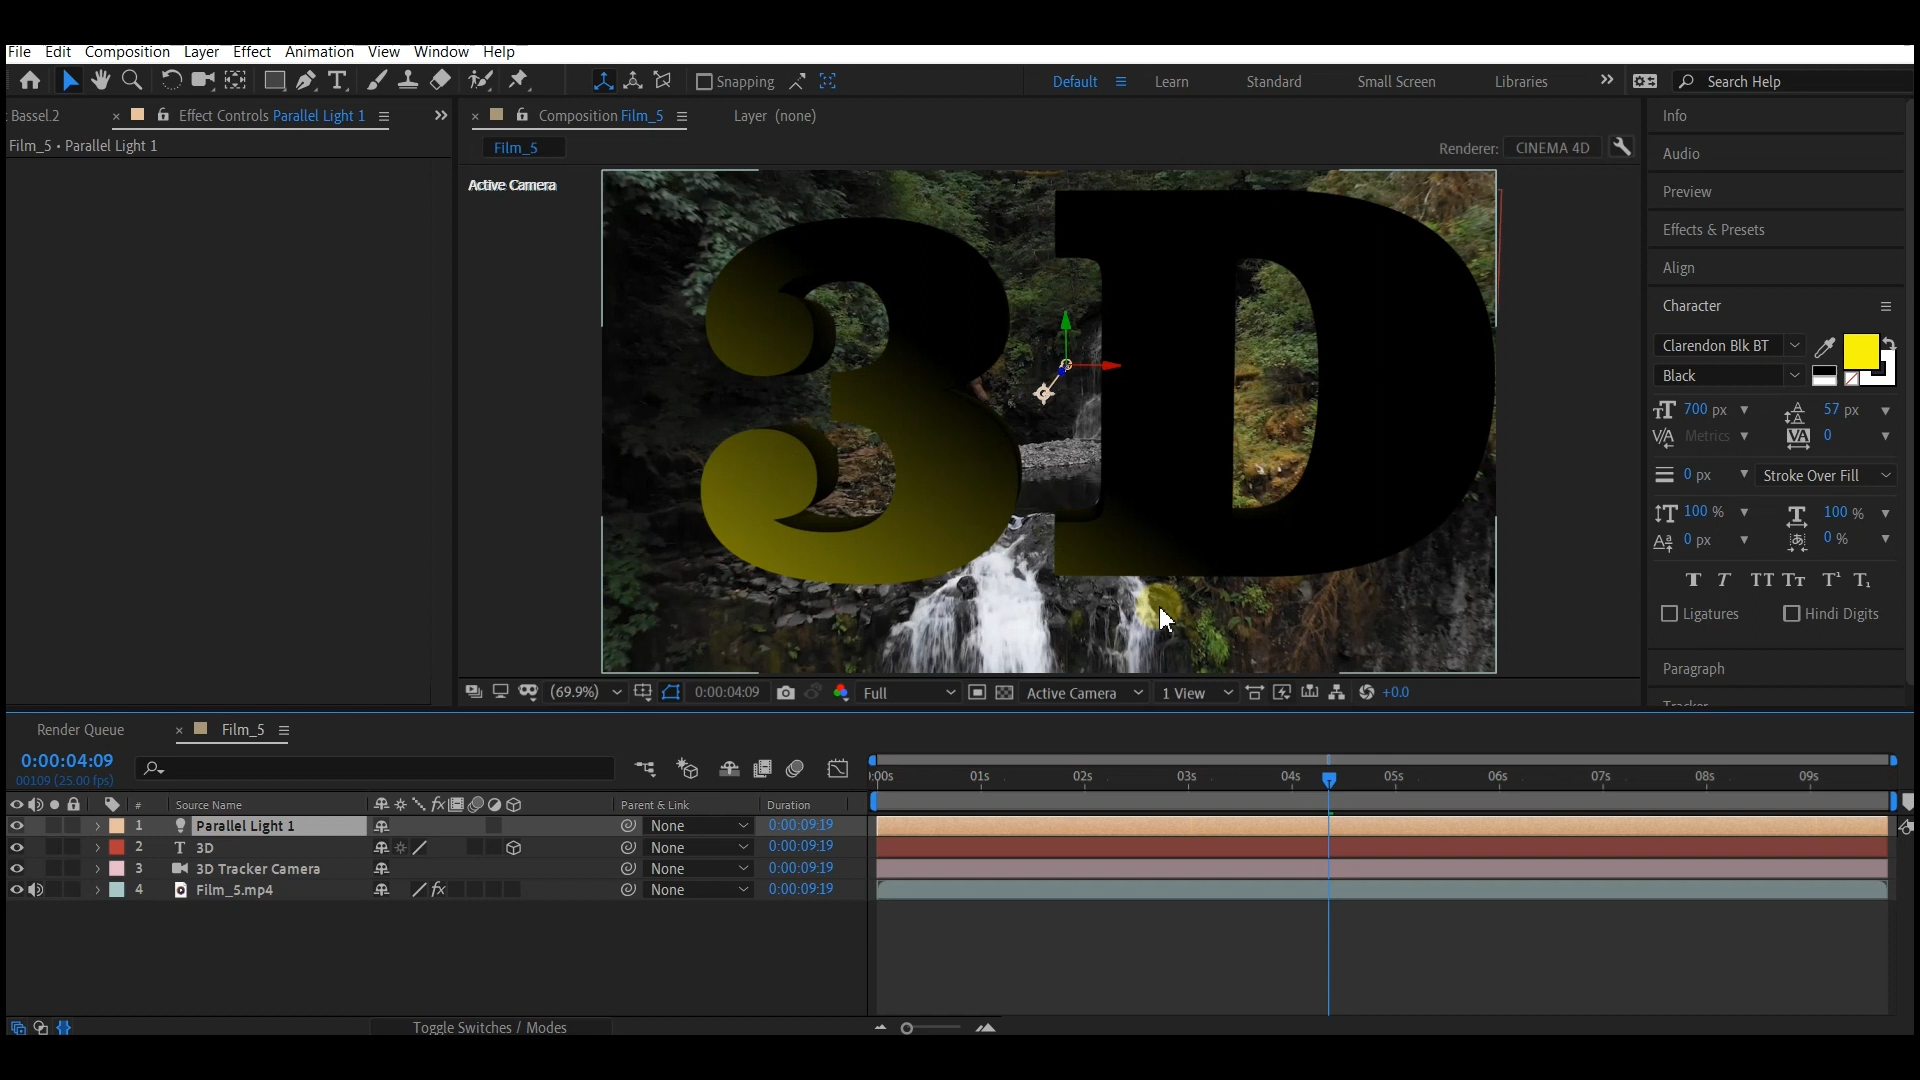 File Edit Composition Layer Effect Animation View Window Help
Snapping
Default Learn Standard Small Screen Libraries Search Help
Bassel.2 Effect Controls Parallel Light 1
Composition Film_5 Layer (none)
Film_5 • Parallel Light 1
Film_5
Renderer: CINEMA 4D
Active Camera
3D
Info
Audio
Preview
Effects & Presets
Align
Character
Clarendon Blk BT
Black
700 px 57 px
Metrics 0
0 px Stroke Over Fill
100 % 100 %
0 px 0 %
Ligatures Hindi Digits
Paragraph
Tracker
(69.9%) 0:00:04:09 Full Active Camera 1 View +0.0
Render Queue Film_5
0:00:04:09
00109 (25.00 fps)
:00s 01s 02s 03s 04s 05s 06s 07s 08s 09s
# Source Name Parent & Link Duration
1 Parallel Light 1 None 0:00:09:19
2 T 3D None 0:00:09:19
3 3D Tracker Camera None 0:00:09:19
4 Film_5.mp4 None 0:00:09:19
Toggle Switches / Modes